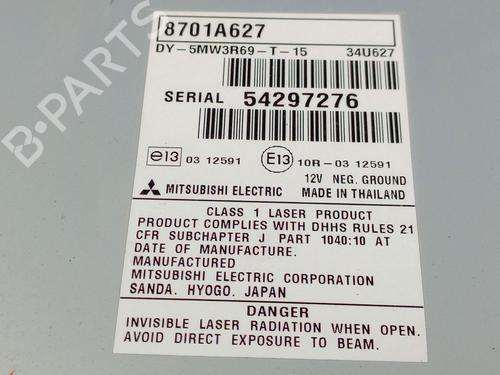 8701A627
DY-5MW3R69-T-15 34U627
SERIAL 54297276
e13 03 12591 E13 10R-03 12591
12V NEG. GROUND
MITSUBISHI ELECTRIC MADE IN THAILAND
CLASS 1 LASER PRODUCT
PRODUCT COMPLIES WITH DHHS RULES 21
CFR SUBCHAPTER J PART 1040:10 AT
DATE OF MANUFACTURE.
MANUFACTURED
MITSUBISHI ELECTRIC CORPORATION
SANDA. HYOGO. JAPAN
DANGER
INVISIBLE LASER RADIATION WHEN OPEN.
AVOID DIRECT EXPOSURE TO BEAM.